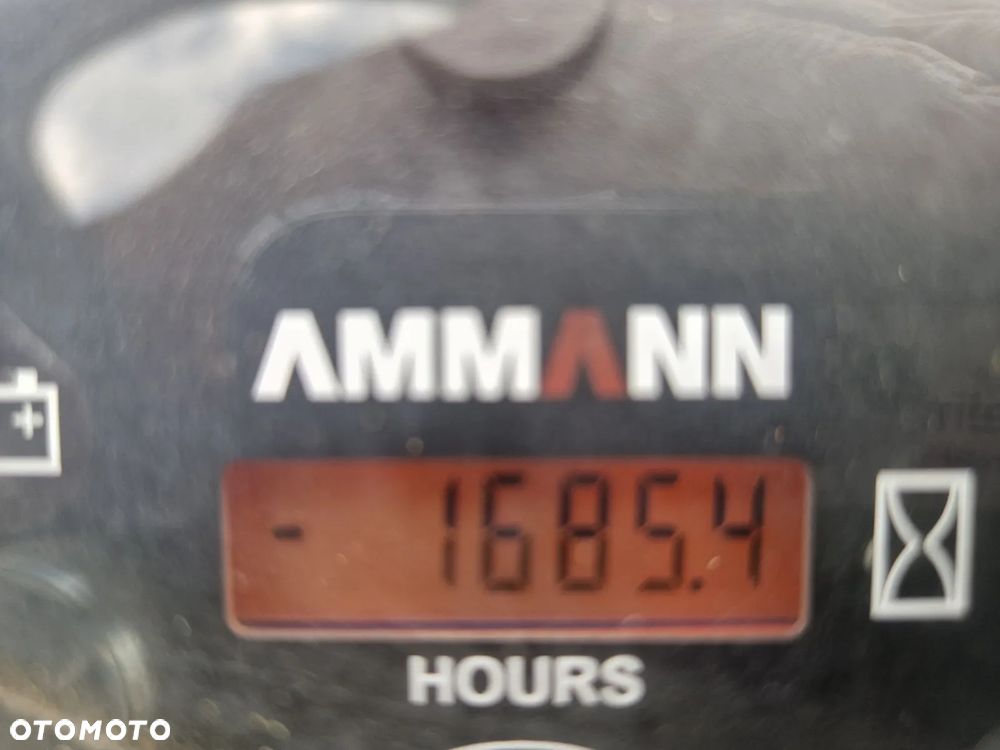 AMMANN
- 1685.4
HOURS
OTOMOTO